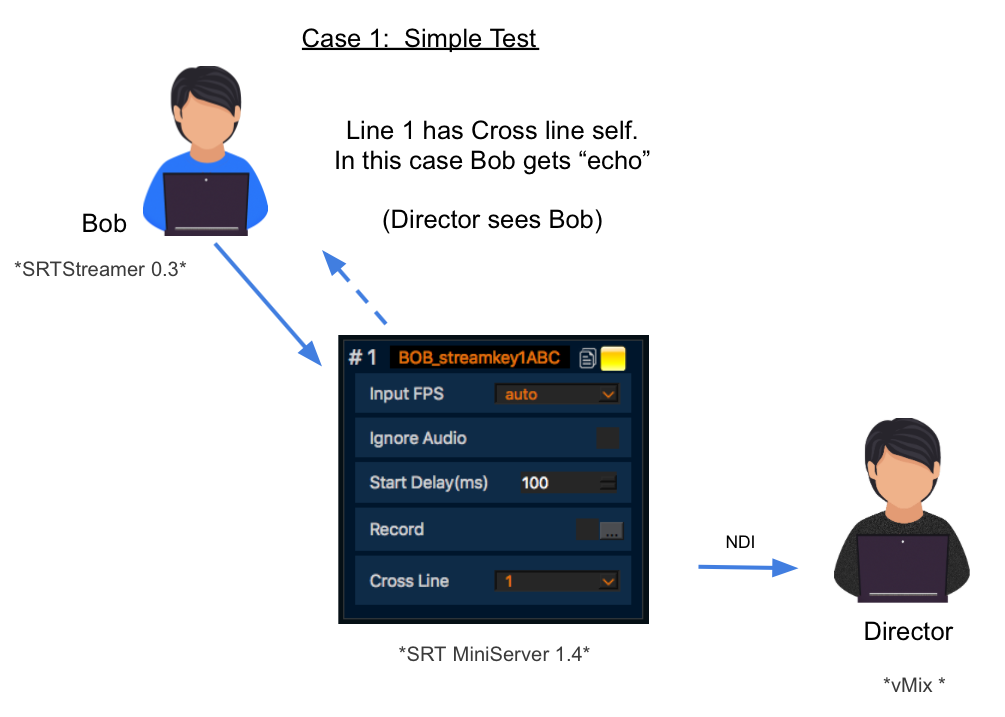 Case 1:  Simple Test
Line 1 has Cross line self.
In this case Bob gets “echo”
(Director sees Bob)
Bob
*SRTStreamer 0.3*
# 1 BOB_streamkey1ABC
Input FPS auto
Ignore Audio
Start Delay(ms) 100
Record ...
Cross Line 1
*SRT MiniServer 1.4*
NDI
Director
*vMix *